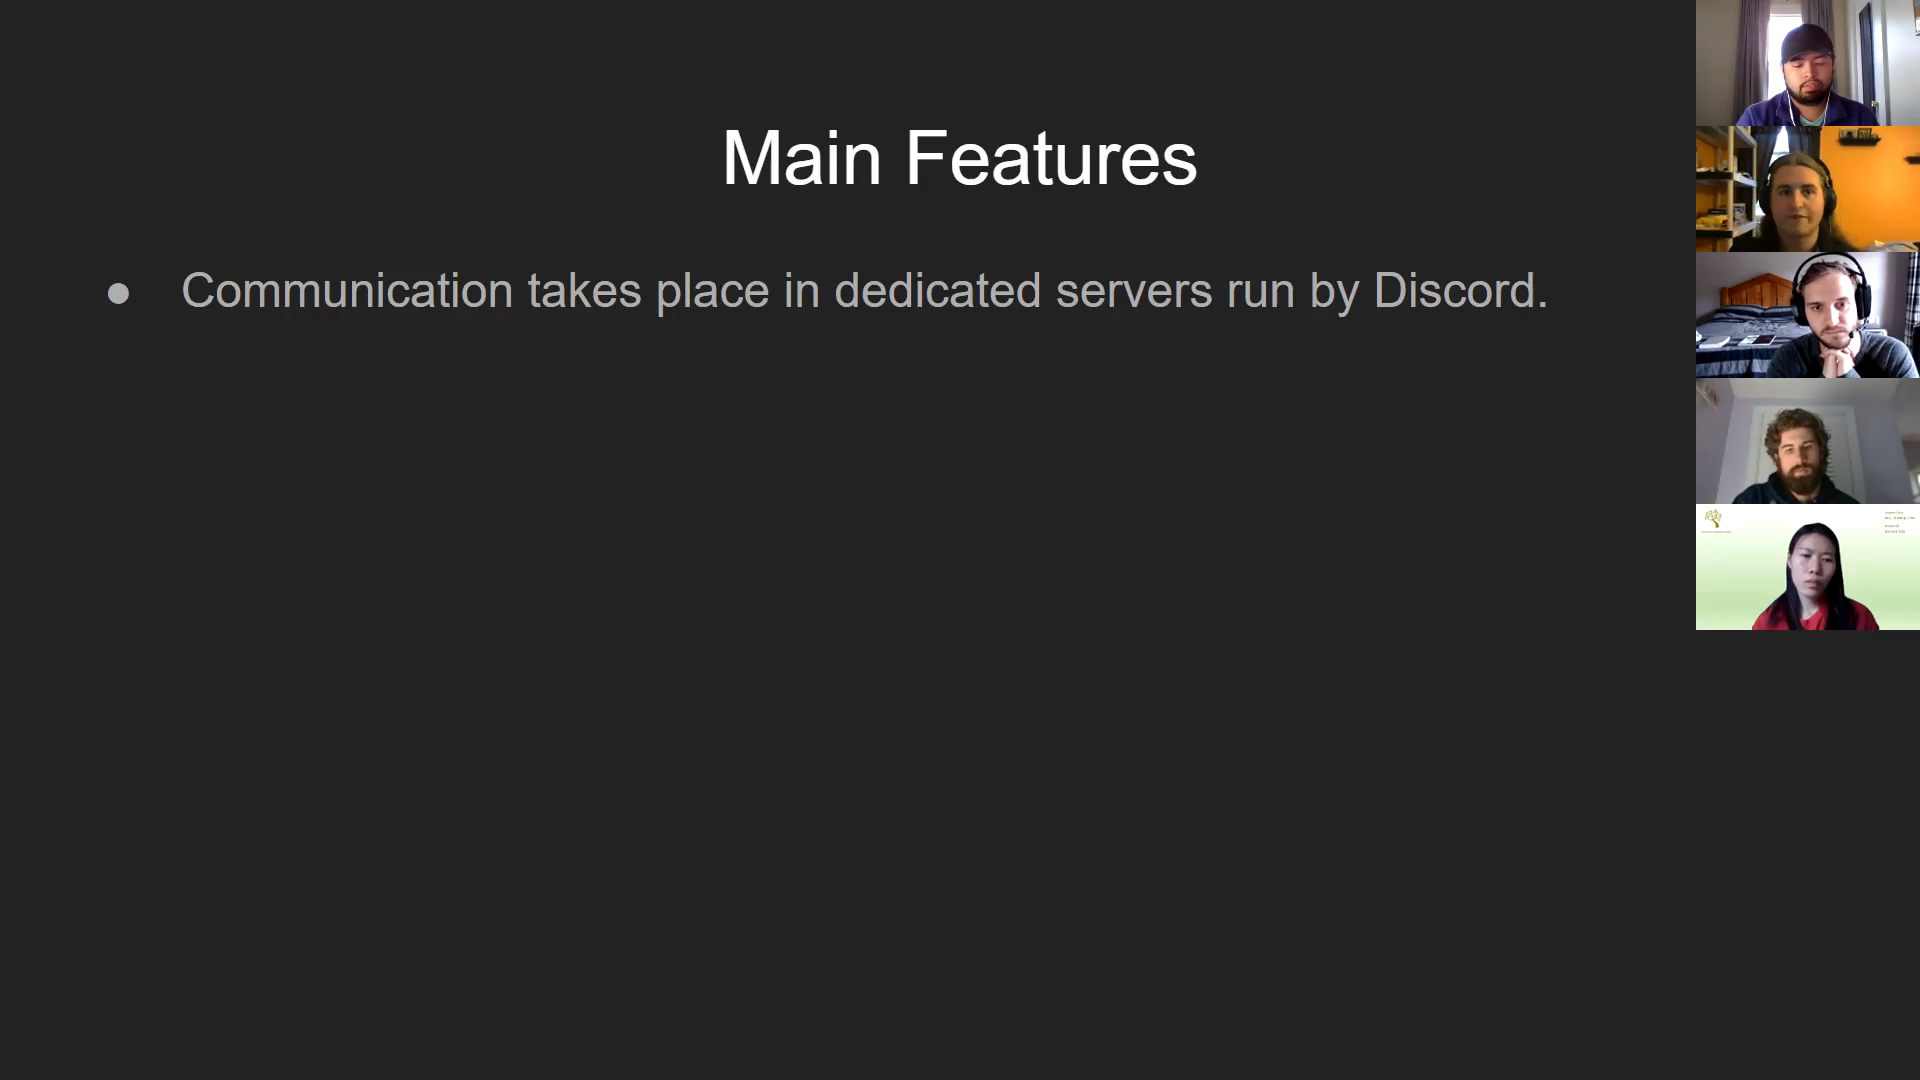 Main Features
● Communication takes place in dedicated servers run by Discord.